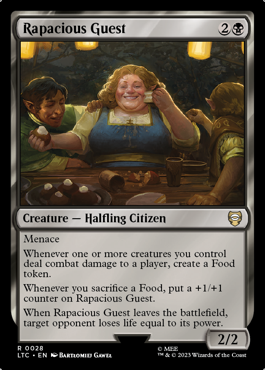 Rapacious Guest 2
Creature — Halfling Citizen
Menace
Whenever one or more creatures you control
deal combat damage to a player, create a Food
token.
Whenever you sacrifice a Food, put a +1/+1
counter on Rapacious Guest.
When Rapacious Guest leaves the battlefield,
target opponent loses life equal to its power.
2/2
R 0028 © MEE
LTC • EN Bartłomiej Gaweł ™ & © 2023 Wizards of the Coast